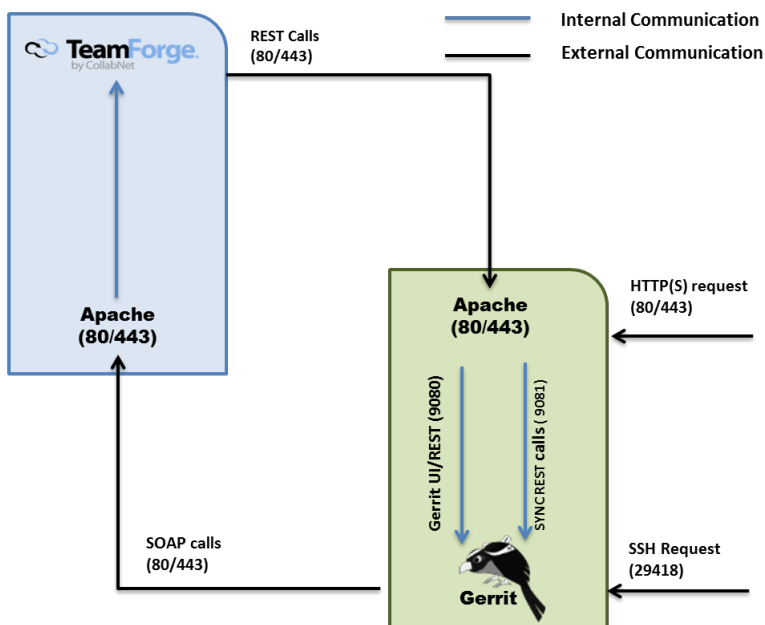 Internal Communication
External Communication
TeamForge.
by CollabNet
REST Calls
(80/443)
Apache
(80/443)
Apache
(80/443)
HTTP(S) request
(80/443)
Gerrit UI/REST (9080)
SYNCREST calls ( 9081)
SOAP calls
(80/443)
SSH Request
(29418)
Gerrit